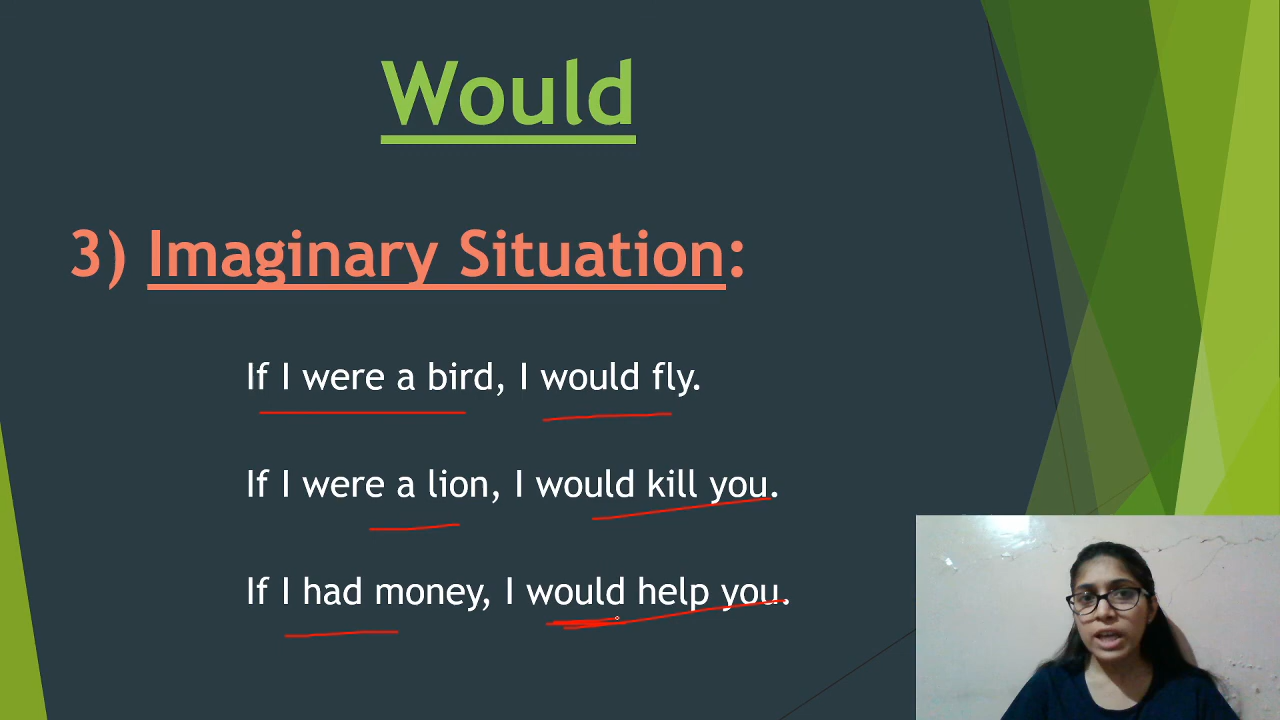 Would
3) Imaginary Situation:
If I were a bird, I would fly.
If I were a lion, I would kill you.
If I had money, I would help you.